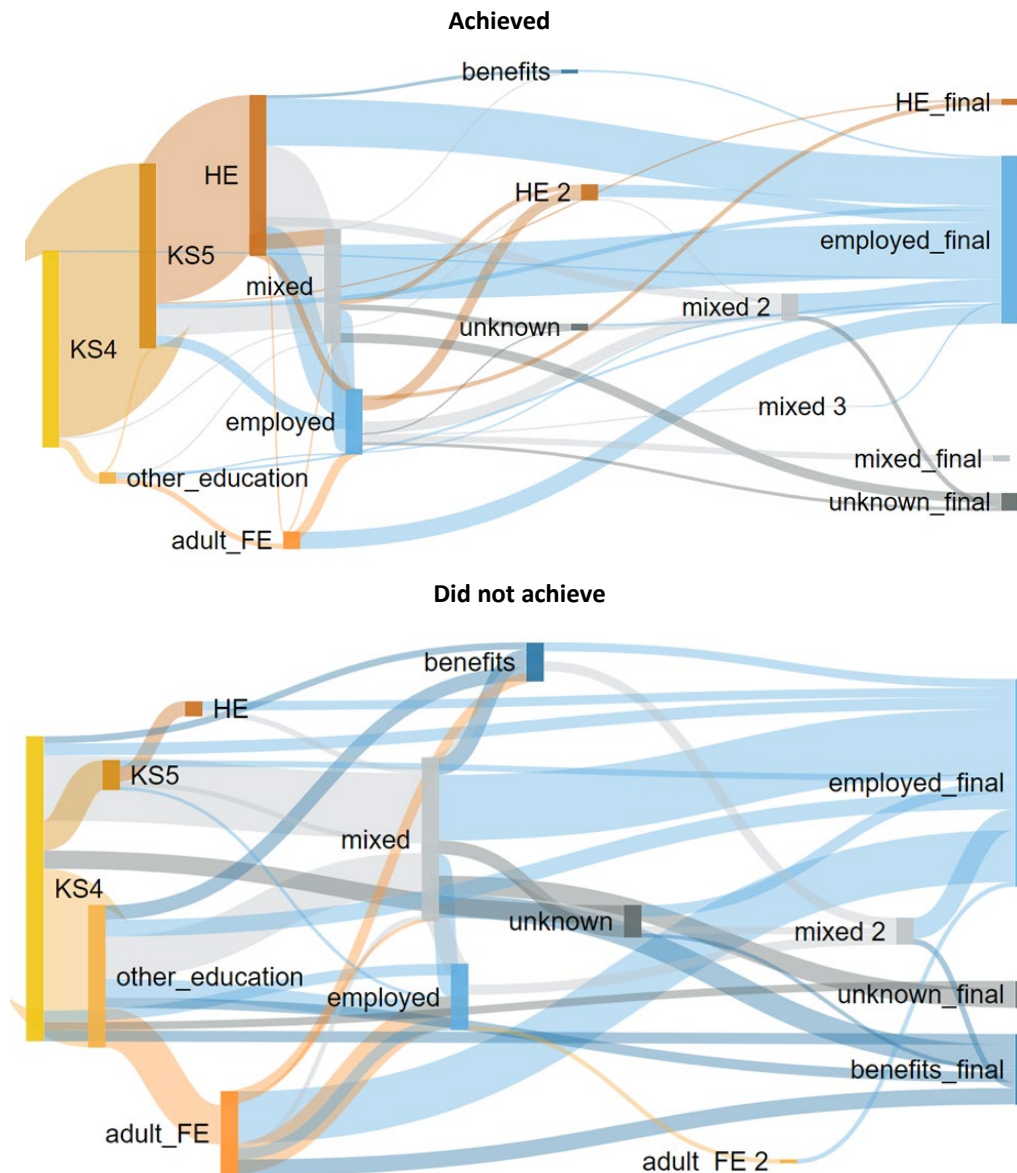 Achieved
benefits
HE_final
HE
HE 2
employed_final
KS5
mixed
mixed 2
unknown
KS4
mixed 3
employed
mixed_final
other_education
unknown_final
adult_FE
Did not achieve
benefits
HE
KS5
employed_final
mixed
KS4
unknown
mixed 2
other_education
employed
unknown_final
benefits_final
adult_FE
adult FE 2